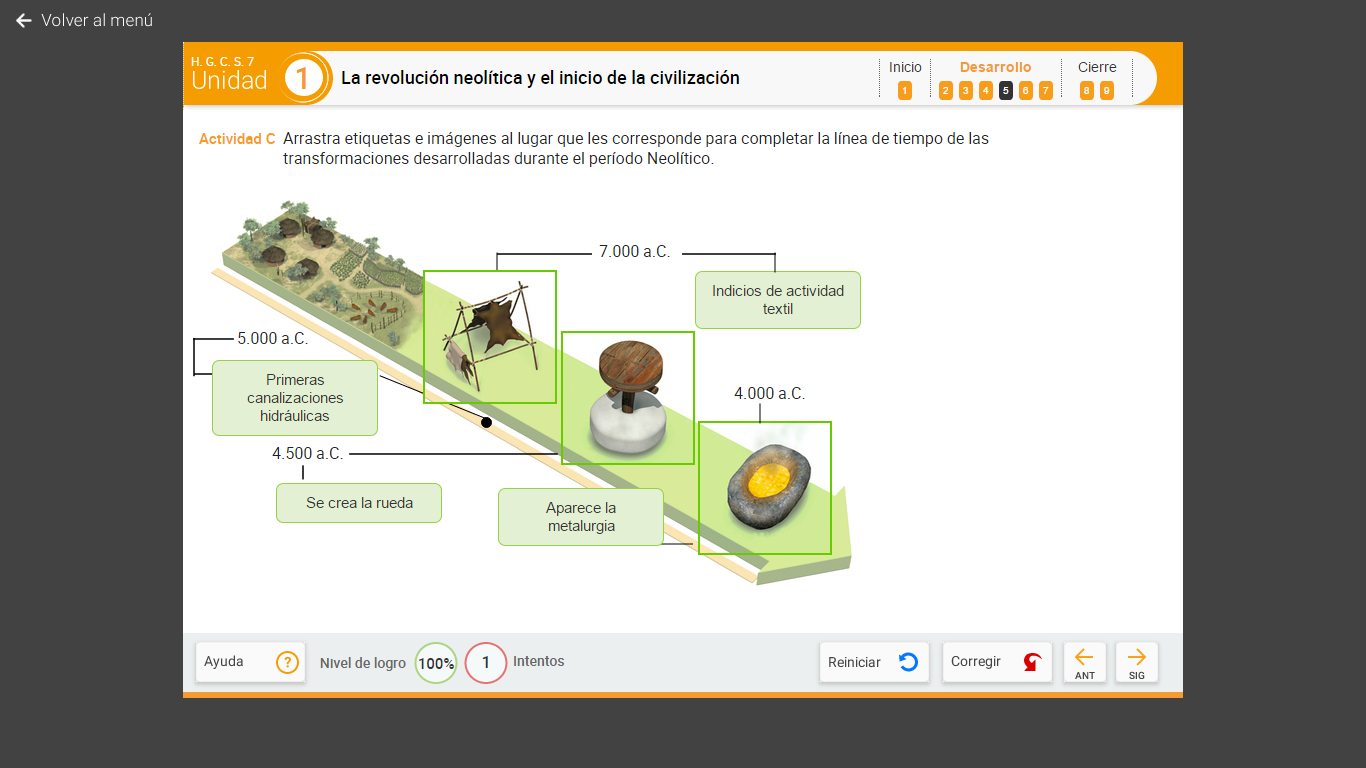 Volver al menú
H. G. C. S. 7
Unidad
1
La revolución neolítica y el inicio de la civilización
Inicio
1
Desarrollo
2 3 4 5 6 7
Cierre
8 9
Actividad C Arrastra etiquetas e imágenes al lugar que les corresponde para completar la línea de tiempo de las
transformaciones desarrolladas durante el período Neolítico.
7.000 a.C.
Indicios de actividad
textil
5.000 a.C.
Primeras
canalizaciones
hidráulicas
4.000 a.C.
4.500 a.C.
Se crea la rueda
Aparece la
metalurgia
Ayuda ?
Nivel de logro 100% 1 Intentos
Reiniciar
Corregir
ANT
SIG